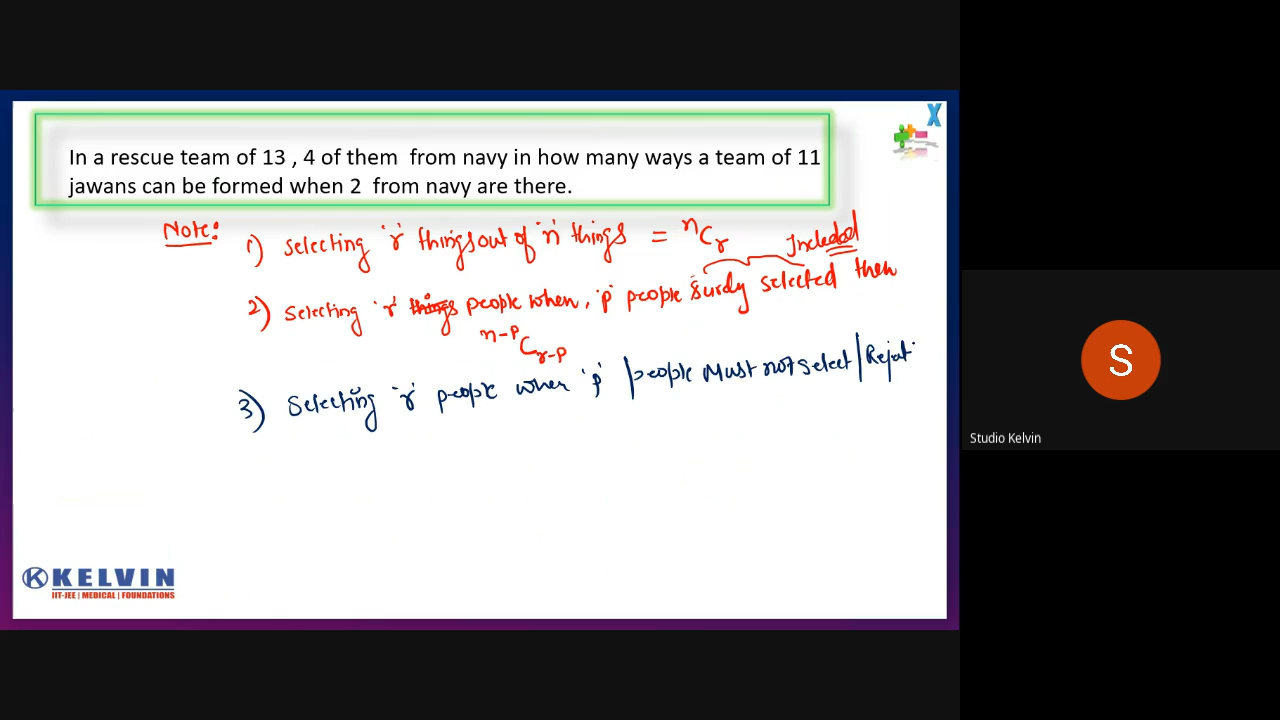 In a rescue team of 13 , 4 of them from navy in how many ways a team of 11
jawans can be formed when 2 from navy are there.
Note:
1) Selecting 'r' things out of 'n' things = nCr
Included
2) Selecting 'r' things people when 'p' people surely selected then
n-pCr-p
3) Selecting 'r' people when 'p' people Must not select/Reject
KELVIN
IIT-JEE | MEDICAL | FOUNDATIONS
S
Studio Kelvin
X